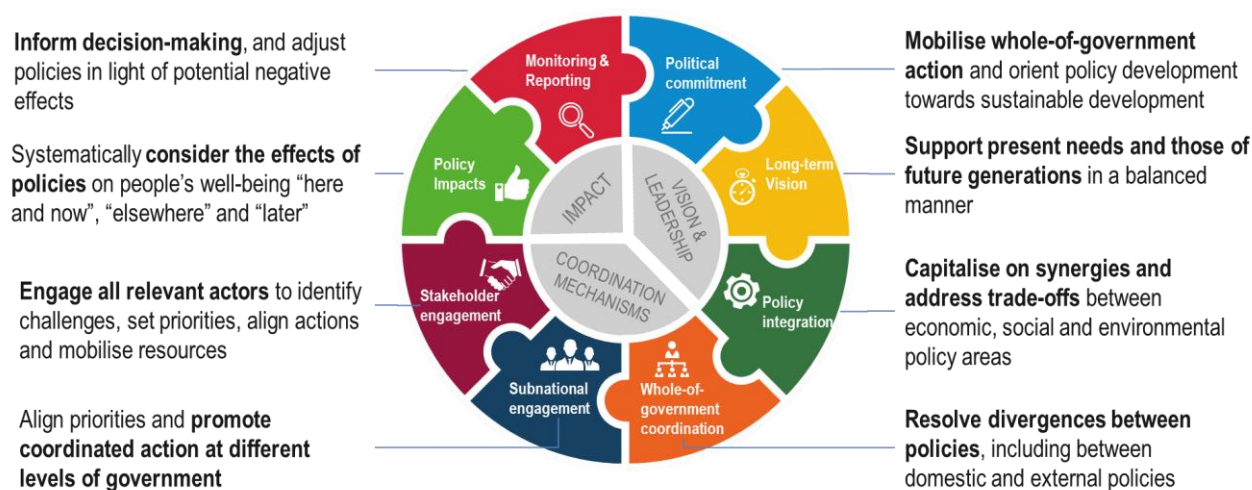 Inform decision-making, and adjust
policies in light of potential negative
effects
Systematically consider the effects of
policies on people's well-being "here
and now", "elsewhere" and "later"
Engage all relevant actors to identify
challenges, set priorities, align actions
and mobilise resources
Align priorities and promote
coordinated action at different
levels of government
Monitoring &
Reporting
Political
commitment
Policy
Impacts
Long-term
Vision
Stakeholder
engagement
Policy
integration
Subnational
engagement
Whole-of-
government
coordination
IMPACT
VISION &
LEADERSHIP
COORDINATION
MECHANISMS
Mobilise whole-of-government
action and orient policy development
towards sustainable development
Support present needs and those of
future generations in a balanced
manner
Capitalise on synergies and
address trade-offs between
economic, social and environmental
policy areas
Resolve divergences between
policies, including between
domestic and external policies